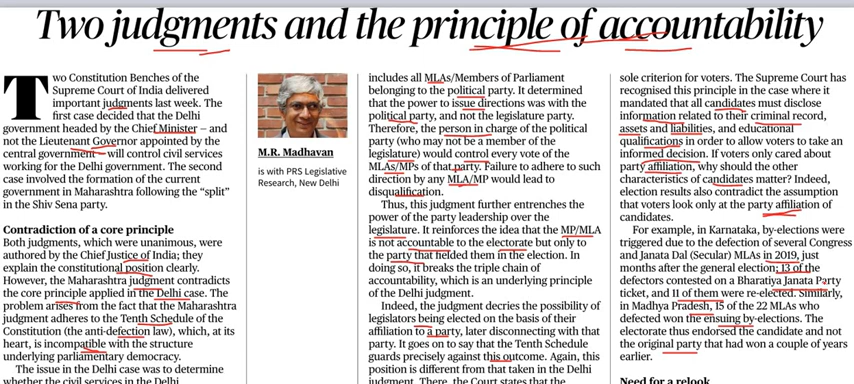 Two judgments and the principle of accountability
Two Constitution Benches of the
Supreme Court of India delivered
important judgments last week. The
first case decided that the Delhi
government headed by the Chief Minister — and
not the Lieutenant Governor appointed by the
central government — will control civil services
working for the Delhi government. The second
case involved the formation of the current
government in Maharashtra following the “split”
in the Shiv Sena party.
Contradiction of a core principle
Both judgments, which were unanimous, were
authored by the Chief Justice of India; they
explain the constitutional position clearly.
However, the Maharashtra judgment contradicts
the core principle applied in the Delhi case. The
problem arises from the fact that the Maharashtra
judgment adheres to the Tenth Schedule of the
Constitution (the anti-defection law), which, at its
heart, is incompatible with the structure
underlying parliamentary democracy.
The issue in the Delhi case was to determine
whether the civil services in the Delhi
M.R. Madhavan
is with PRS Legislative
Research, New Delhi
includes all MLAs/Members of Parliament
belonging to the political party. It determined
that the power to issue directions was with the
political party, and not the legislature party.
Therefore, the person in charge of the political
party (who may not be a member of the
legislature) would control every vote of the
MLAs/MPs of that party. Failure to adhere to such
direction by any MLA/MP would lead to
disqualification.
Thus, this judgment further entrenches the
power of the party leadership over the
legislature. It reinforces the idea that the MP/MLA
is not accountable to the electorate but only to
the party that fielded them in the election. In
doing so, it breaks the triple chain of
accountability, which is an underlying principle
of the Delhi judgment.
Indeed, the judgment decries the possibility of
legislators being elected on the basis of their
affiliation to a party, later disconnecting with that
party. It goes on to say that the Tenth Schedule
guards precisely against this outcome. Again, this
position is different from that taken in the Delhi
judgment. There, the Court states that the
sole criterion for voters. The Supreme Court has
recognised this principle in the case where it
mandated that all candidates must disclose
information related to their criminal record,
assets and liabilities, and educational
qualifications in order to allow voters to take an
informed decision. If voters only cared about
party affiliation, why should the other
characteristics of candidates matter? Indeed,
election results also contradict the assumption
that voters look only at the party affiliation of
candidates.
For example, in Karnataka, by-elections were
triggered due to the defection of several Congress
and Janata Dal (Secular) MLAs in 2019, just
months after the general election; 13 of the
defectors contested on a Bharatiya Janata Party
ticket, and 11 of them were re-elected. Similarly,
in Madhya Pradesh, 15 of the 22 MLAs who
defected won the ensuing by-elections. The
electorate thus endorsed the candidate and not
the original party that had won a couple of years
earlier.
Need for a relook